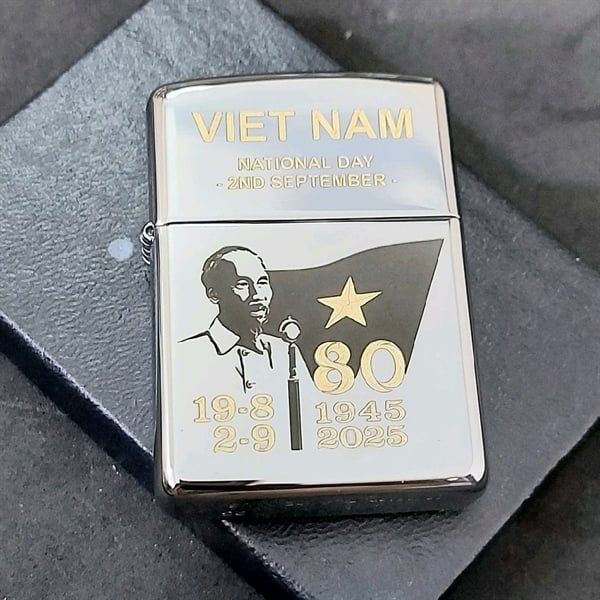 VIET NAM
NATIONAL DAY
- 2ND SEPTEMBER -
80
19-8 1945
2-9 2025